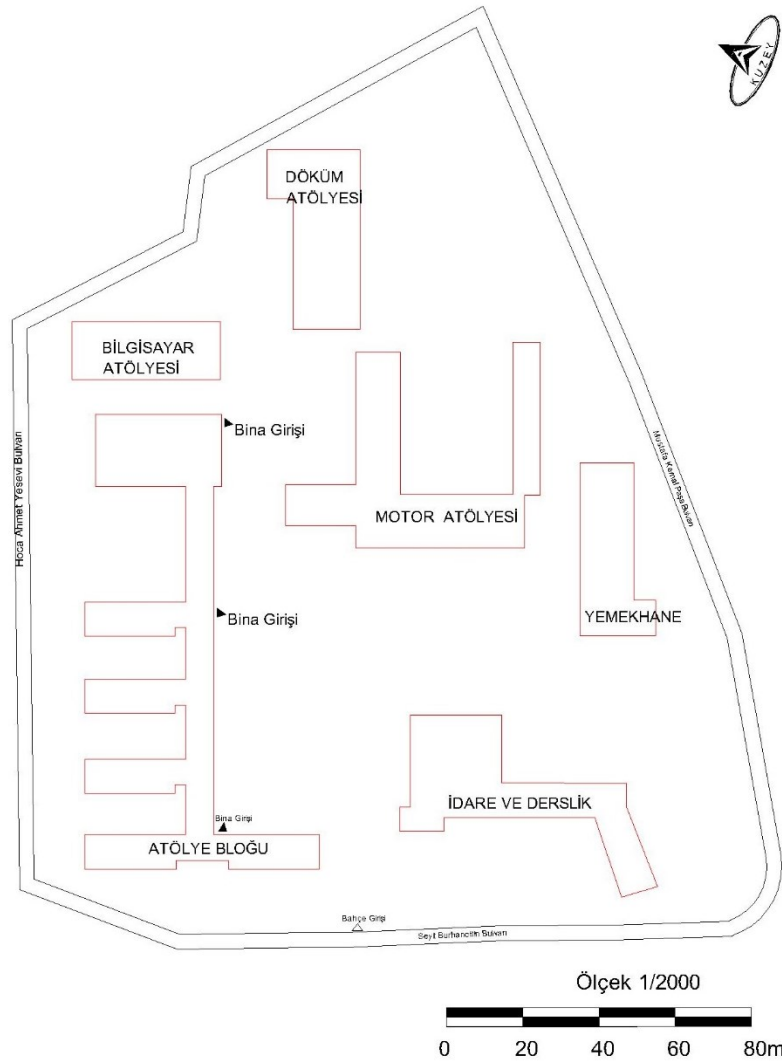 KUZEY
DÖKÜM
ATÖLYESİ
BİLGİSAYAR
ATÖLYESİ
Bina Girişi
Hoca Ahmet Yesevi Bulvarı
Mustafa Kemal Paşa Bulvarı
MOTOR ATÖLYESİ
Bina Girişi
YEMEKHANE
İDARE VE DERSLİK
Bina Girişi
ATÖLYE BLOĞU
Bahçe Girişi
Seyit Burhanettin Bulvarı
Ölçek 1/2000
0 20 40 60 80m